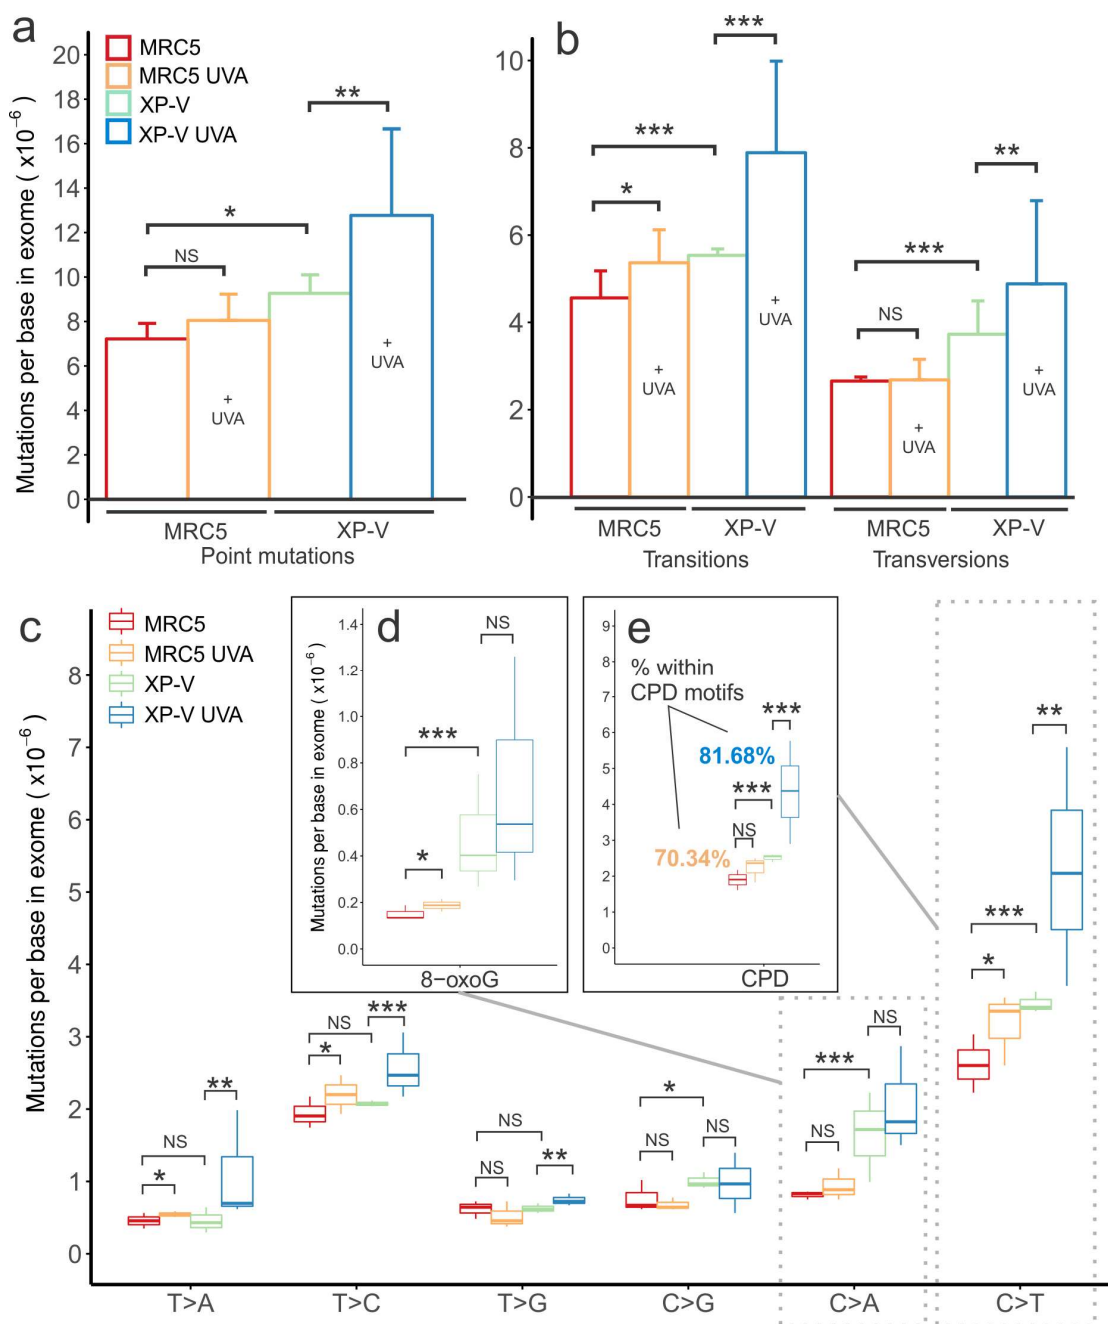 a
Mutations per base in exome ( x10⁻⁶ )
20
18
16
14
12
10
8
6
4
2
0
MRC5
MRC5 UVA
XP-V
XP-V UVA
**
*
NS
+
UVA
+
UVA
MRC5
XP-V
Point mutations
b
10
8
6
4
2
0
***
***
*
**
***
NS
+
UVA
+
UVA
+
UVA
+
UVA
MRC5
XP-V
MRC5
XP-V
Transitions
Transversions
c
Mutations per base in exome ( x10⁻⁶ )
8
7
6
5
4
3
2
1
0
MRC5
MRC5 UVA
XP-V
XP-V UVA
d
Mutations per base in exome ( x10⁻⁶ )
1.4
1.2
1.0
0.8
0.6
0.4
0.2
0.0
NS
***
*
8−oxoG
e
9
8
7
6
5
4
3
2
1
0
% within
CPD motifs
***
81.68%
***
NS
70.34%
CPD
**
NS
*
NS
***
*
NS
NS
**
*
NS
NS
NS
***
NS
**
***
*
T>A
T>C
T>G
C>G
C>A
C>T